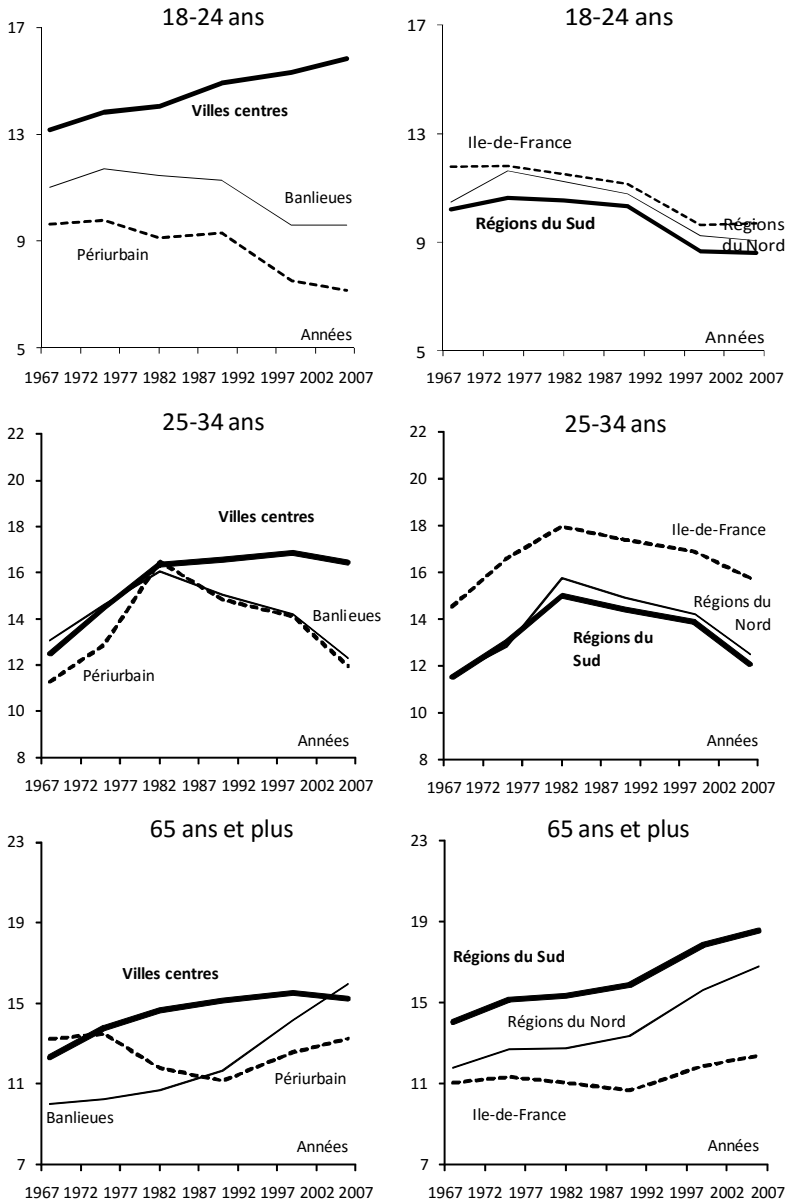 18-24 ans
17
13
9
5
Villes centres
Banlieues
Périurbain
Années
1967 1972 1977 1982 1987 1992 1997 2002 2007
18-24 ans
17
13
9
5
Ile-de-France
Régions du Sud
Régions
du Nord
Années
1967 1972 1977 1982 1987 1992 1997 2002 2007
25-34 ans
22
20
18
16
14
12
10
8
Villes centres
Banlieues
Périurbain
Années
1967 1972 1977 1982 1987 1992 1997 2002 2007
25-34 ans
22
20
18
16
14
12
10
8
Ile-de-France
Régions du
Nord
Régions du
Sud
Années
1967 1972 1977 1982 1987 1992 1997 2002 2007
65 ans et plus
23
19
15
11
7
Villes centres
Périurbain
Banlieues
Années
1967 1972 1977 1982 1987 1992 1997 2002 2007
65 ans et plus
23
19
15
11
7
Régions du Sud
Régions du Nord
Ile-de-France
Années
1967 1972 1977 1982 1987 1992 1997 2002 2007